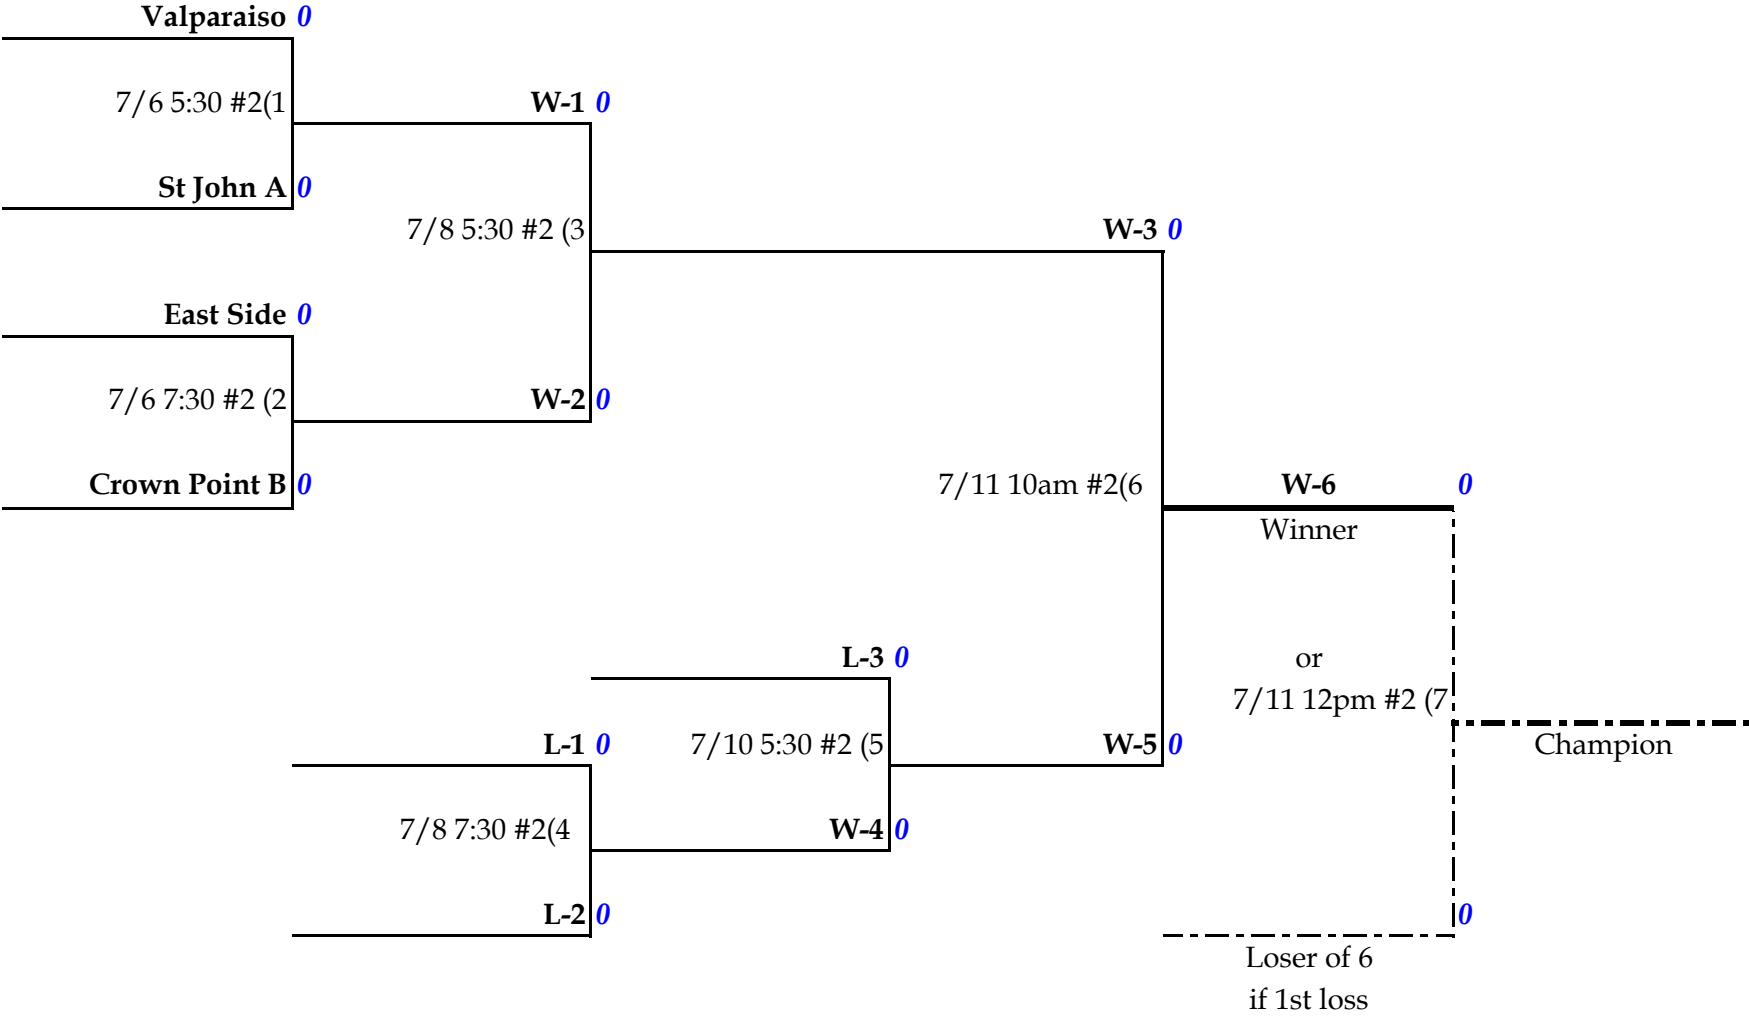 Valparaiso 0
7/6 5:30 #2(1
W-1 0
St John A 0
7/8 5:30 #2 (3
W-3 0
East Side 0
7/6 7:30 #2 (2
W-2 0
Crown Point B 0
7/11 10am #2(6
W-6 0
Winner
L-3 0
or
7/11 12pm #2 (7
L-1 0
7/10 5:30 #2 (5
W-5 0
Champion
7/8 7:30 #2(4
W-4 0
L-2 0
0
Loser of 6
if 1st loss